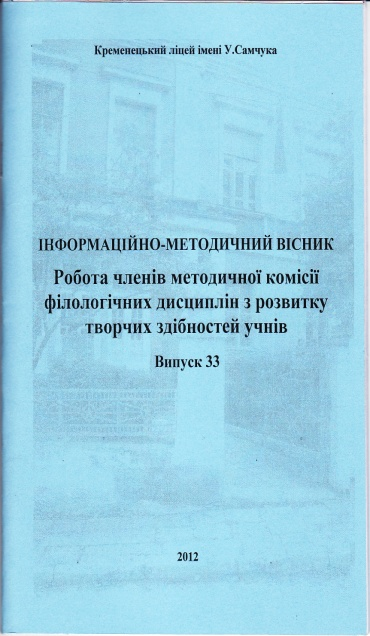 Кременецький ліцей імені У.Самчука
ІНФОРМАЦІЙНО-МЕТОДИЧНИЙ ВІСНИК
Робота членів методичної комісії
філологічних дисциплін з розвитку
творчих здібностей учнів
Випуск 33
2012